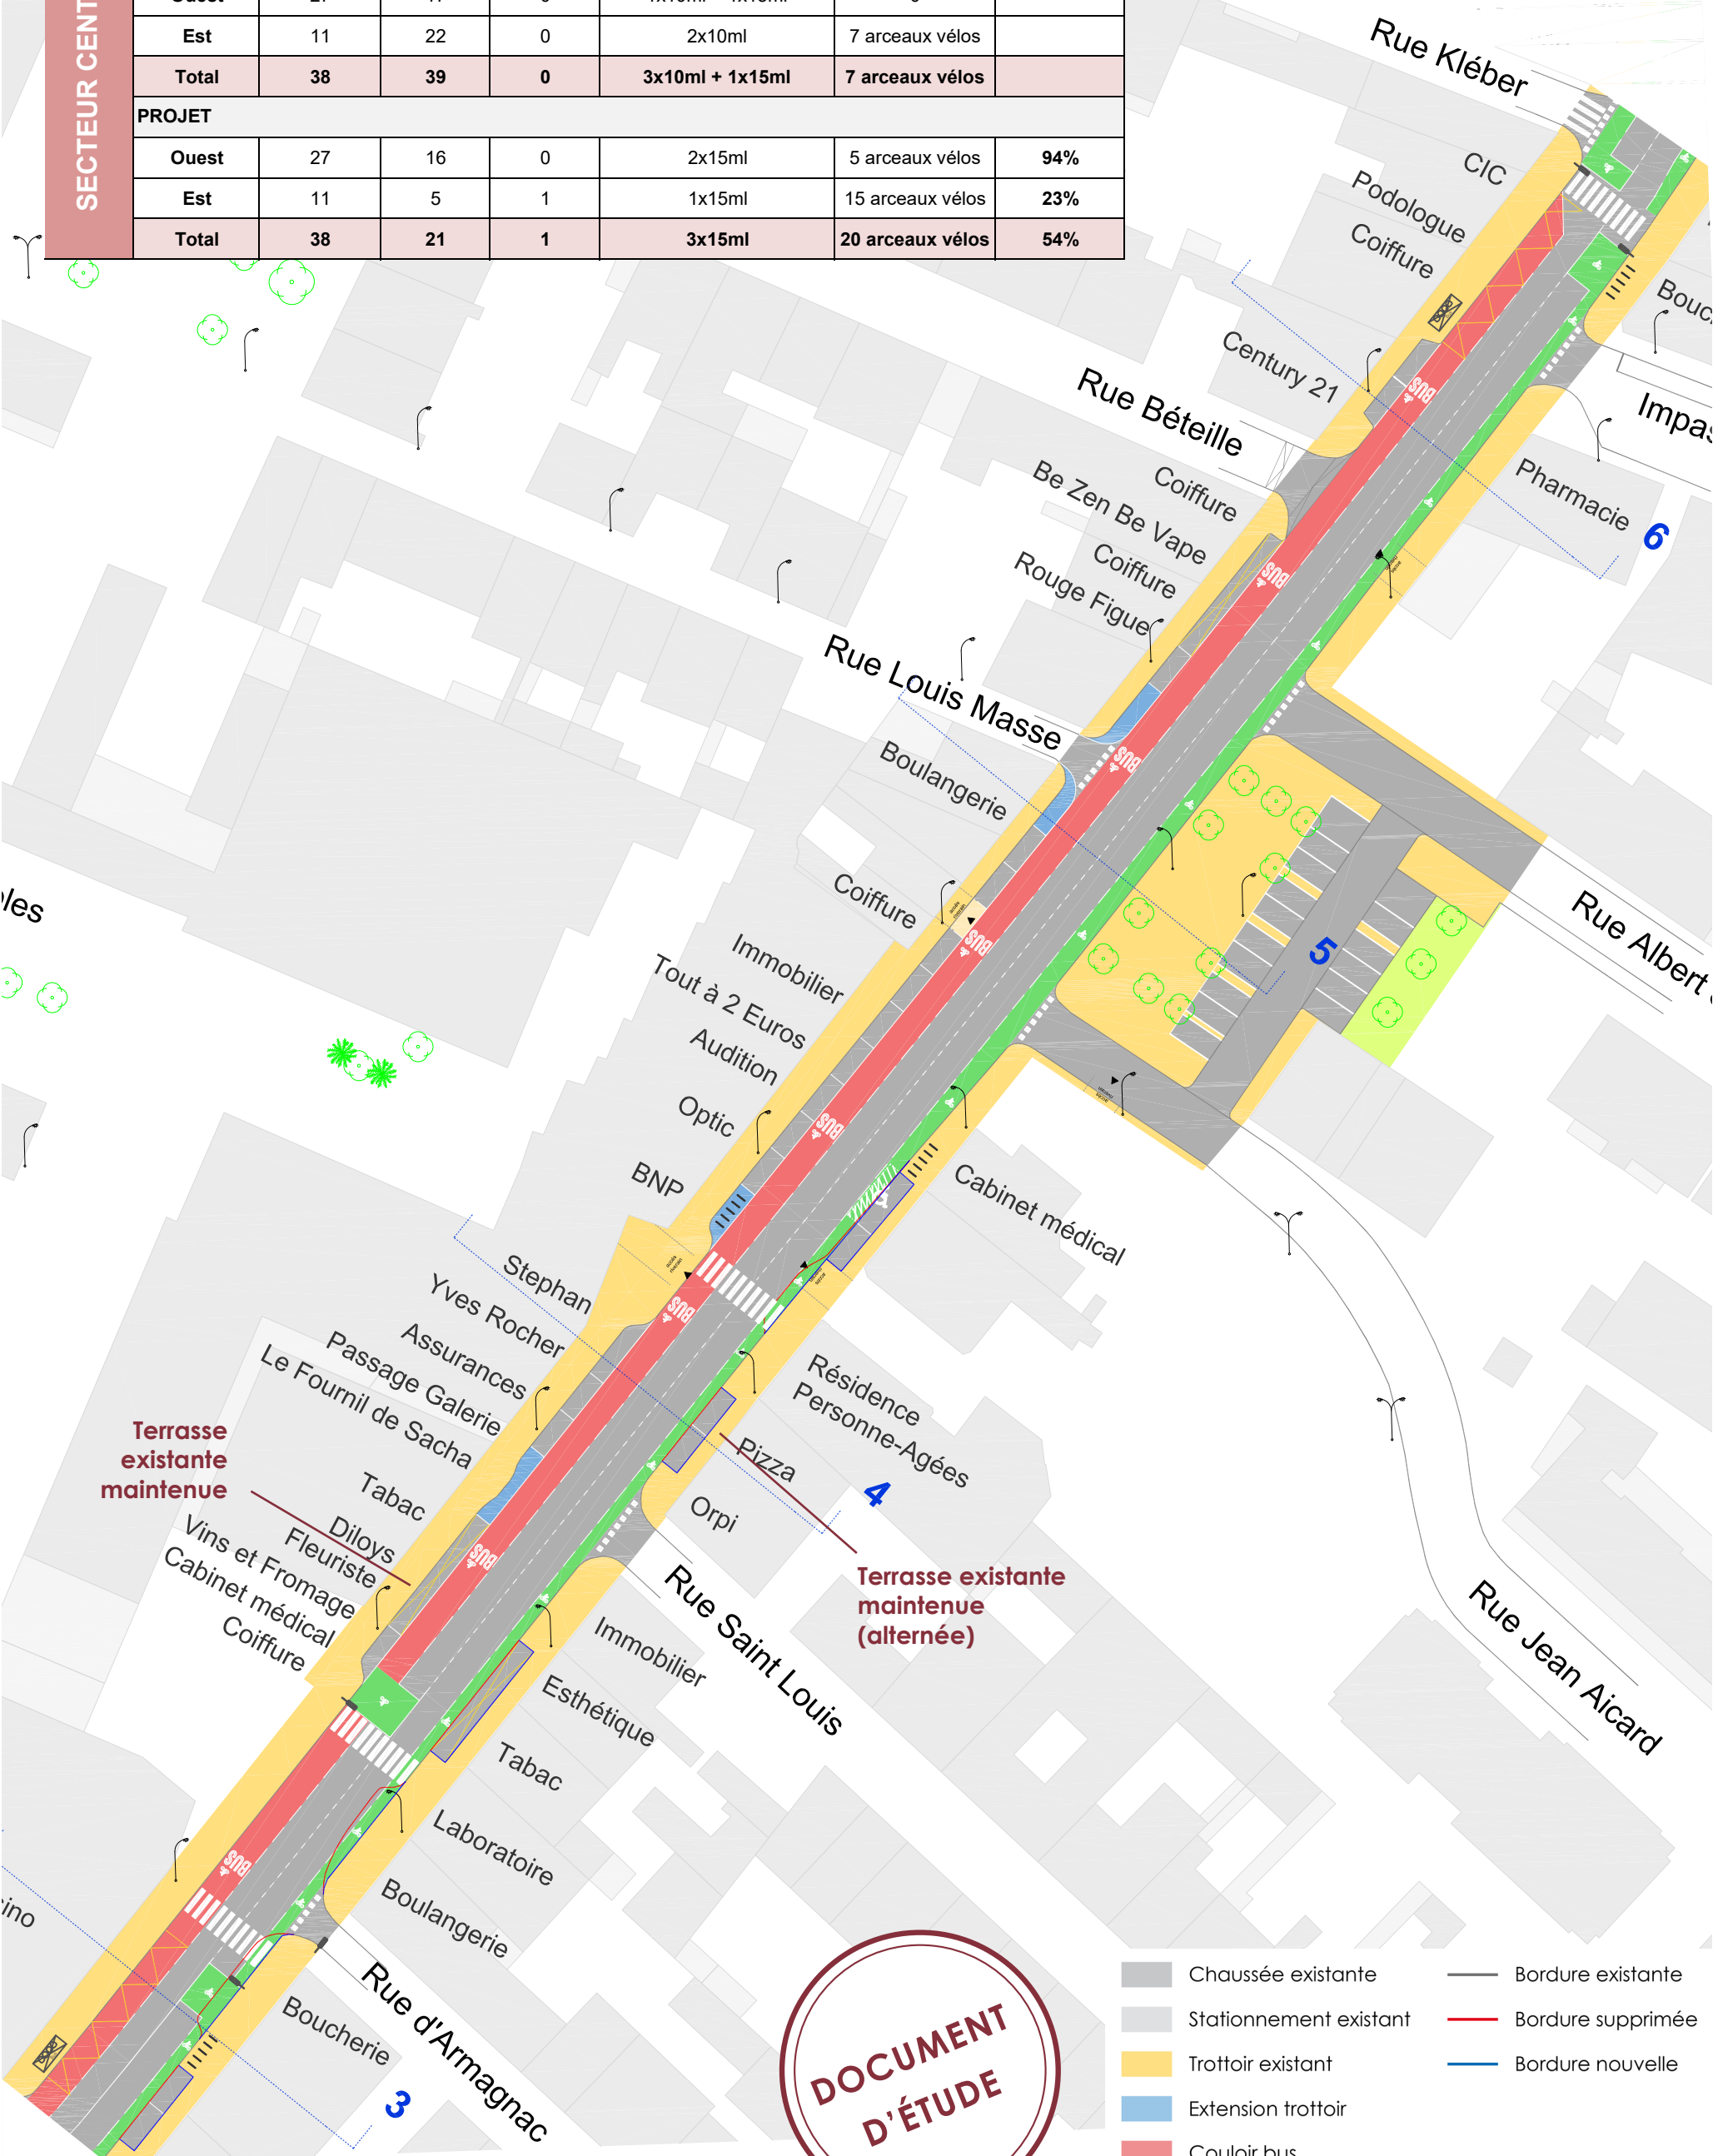 SECTEUR CENT
Est 11 22 0 2x10ml 7 arceaux vélos
Total 38 39 0 3x10ml + 1x15ml 7 arceaux vélos
PROJET
Ouest 27 16 0 2x15ml 5 arceaux vélos 94%
Est 11 5 1 1x15ml 15 arceaux vélos 23%
Total 38 21 1 3x15ml 20 arceaux vélos 54%
Rue Kléber
CIC
Podologue
Coiffure
Century 21
Bouc
Impas
Pharmacie
6
Rue Béteille
Coiffure
Be Zen Be Vape
Coiffure
Rouge Figue
BUS
BUS
Rue Louis Masse
BUS
Boulangerie
Coiffure
BUS
5
Rue Albert
les
Immobilier
Tout à 2 Euros
Audition
Optic
BNP
BUS
Cabinet médical
Stephan
Yves Rocher
Assurances
Passage Galerie
Le Fournil de Sacha
BUS
Résidence
Personne-Agées
Pizza
Orpi
4
Terrasse
existante
maintenue
Tabac
Diloys
Fleuriste
Vins et Fromage
Cabinet médical
Coiffure
BUS
Terrasse existante
maintenue
(alternée)
Rue Saint Louis
Rue Jean Aicard
Immobilier
Esthétique
Tabac
Laboratoire
Boulangerie
BUS
ino
Rue d'Armagnac
Boucherie
3
DOCUMENT
D'ÉTUDE
Chaussée existante
Stationnement existant
Trottoir existant
Extension trottoir
Couloir bus
Bordure existante
Bordure supprimée
Bordure nouvelle